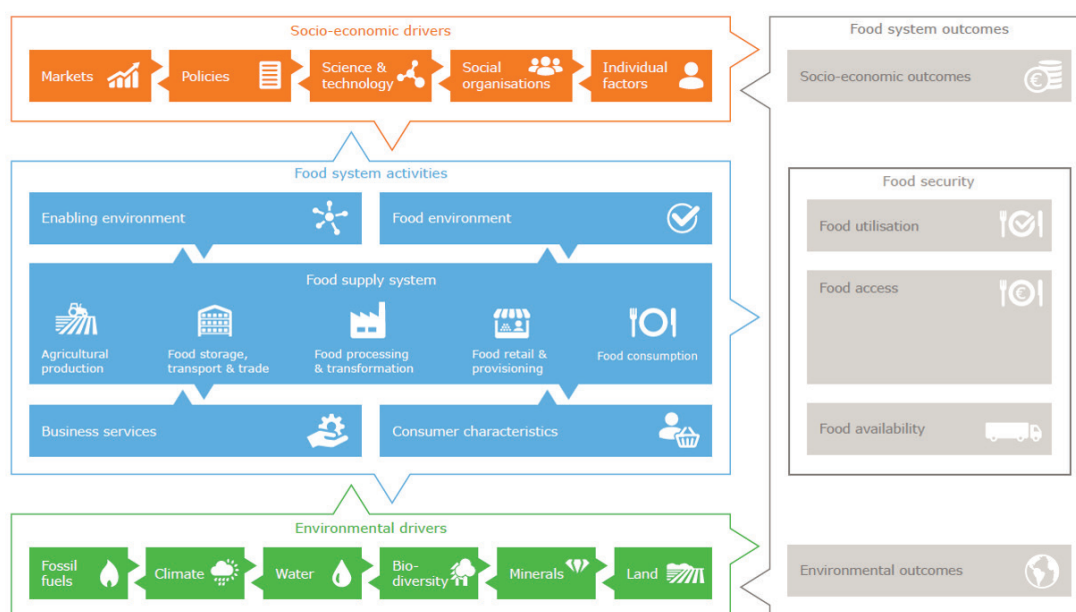 Socio-economic drivers
Markets
Policies
Science &
technology
Social
organisations
Individual
factors
Food system outcomes
Socio-economic outcomes
€
Food system activities
Enabling environment
Food environment
Food supply system
Agricultural
production
Food storage,
transport & trade
Food processing
& transformation
Food retail &
provisioning
Food consumption
Business services
Consumer characteristics
Food security
Food utilisation
Food access
€
Food availability
Environmental drivers
Fossil
fuels
Climate
Water
Bio-
diversity
Minerals
Land
Environmental outcomes